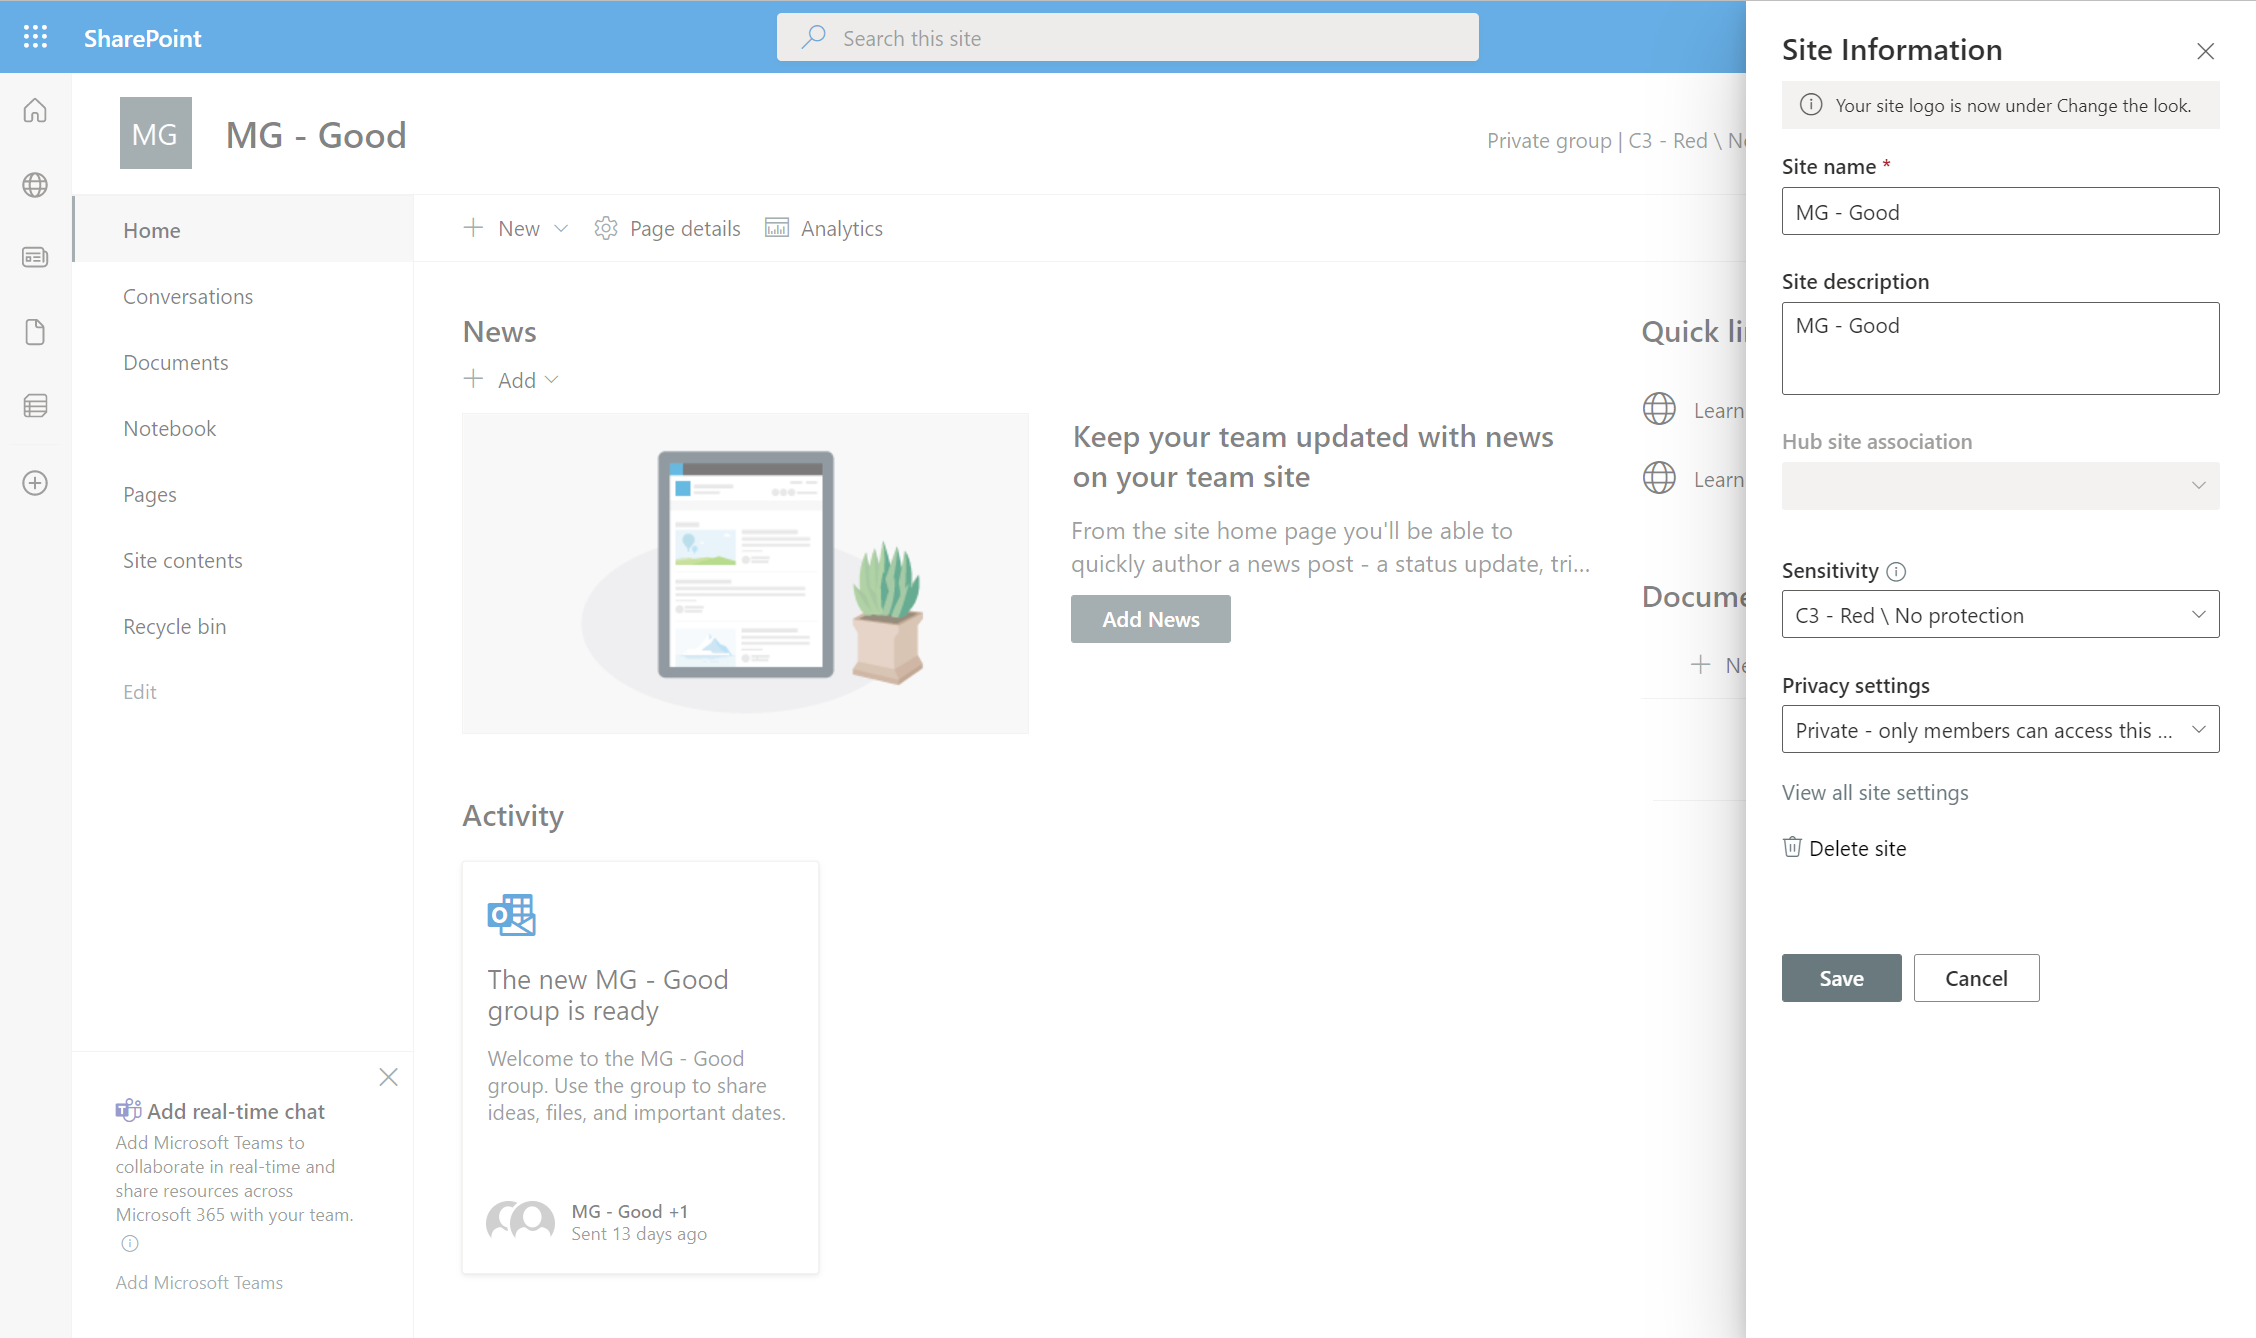 SharePoint
Search this site
MG
MG - Good
Private group | C3 - Red \
Home
Conversations
Documents
Notebook
Pages
Site contents
Recycle bin
Edit
New
Page details
Analytics
News
Add
Keep your team updated with news
on your team site
From the site home page you'll be able to
quickly author a news post - a status update, tri...
Add News
Quick
Learn
Learn
Activity
The new MG - Good
group is ready
Welcome to the MG - Good
group. Use the group to share
ideas, files, and important dates.
MG - Good +1
Sent 13 days ago
Add real-time chat
Add Microsoft Teams to
collaborate in real-time and
share resources across
Microsoft 365 with your team.
Add Microsoft Teams
Site Information
Your site logo is now under Change the look.
Site name *
MG - Good
Site description
MG - Good
Hub site association
Sensitivity
C3 - Red \ No protection
Privacy settings
Private - only members can access this ...
View all site settings
Delete site
Save
Cancel